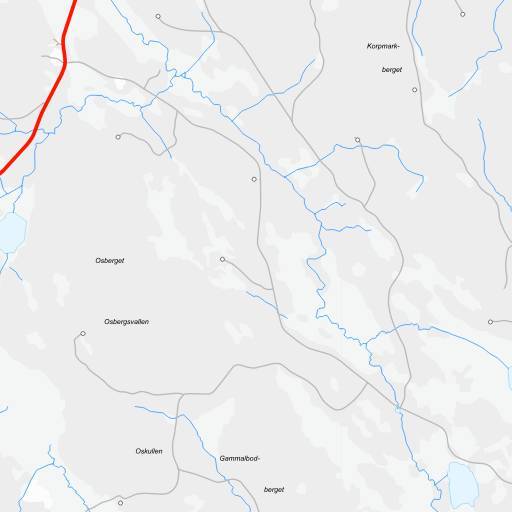 Korpmark-
berget
Osberget
Osbergsvallen
Oskullen
Gammalbod-
berget